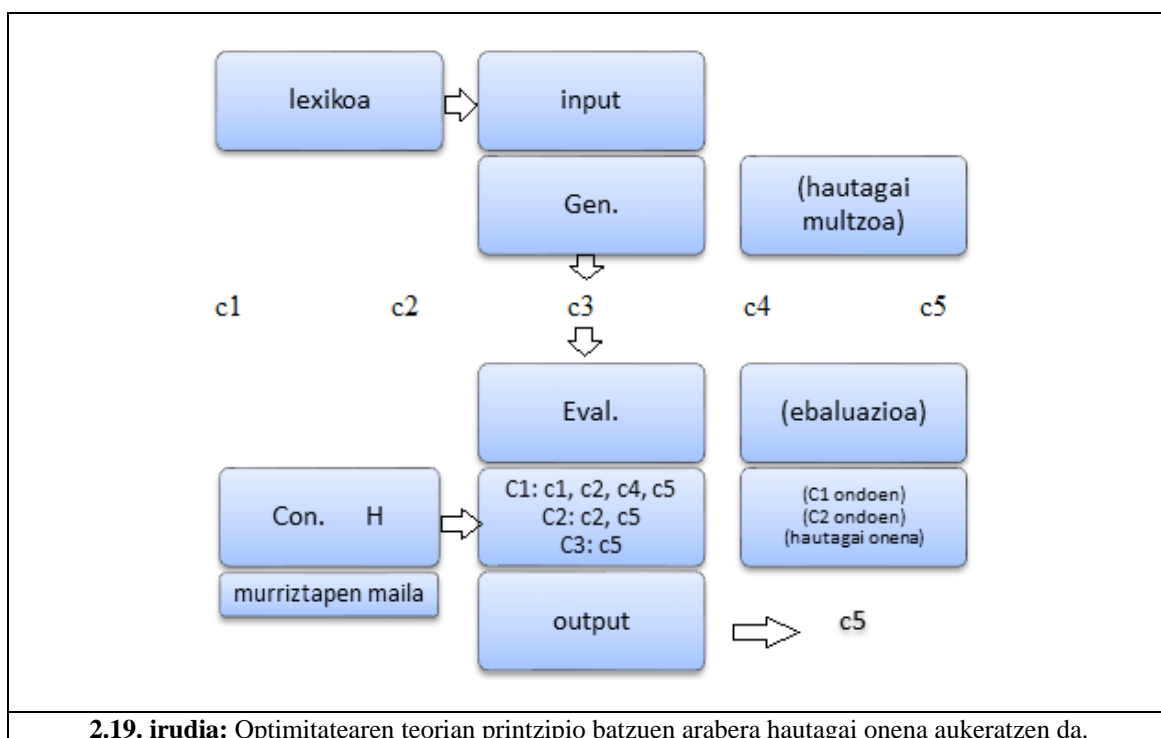 lexikoa
input
Gen.
(hautagai
multzoa)
c1 c2 c3 c4 c5
Eval.
(ebaluazioa)
Con. H
C1: c1, c2, c4, c5
C2: c2, c5
C3: c5
(C1 ondoen)
(C2 ondoen)
(hautagai onena)
murriztapen maila
output
c5
2.19. irudia: Optimitatearen teorian printzipio batzuen arabera hautagai onena aukeratzen da.